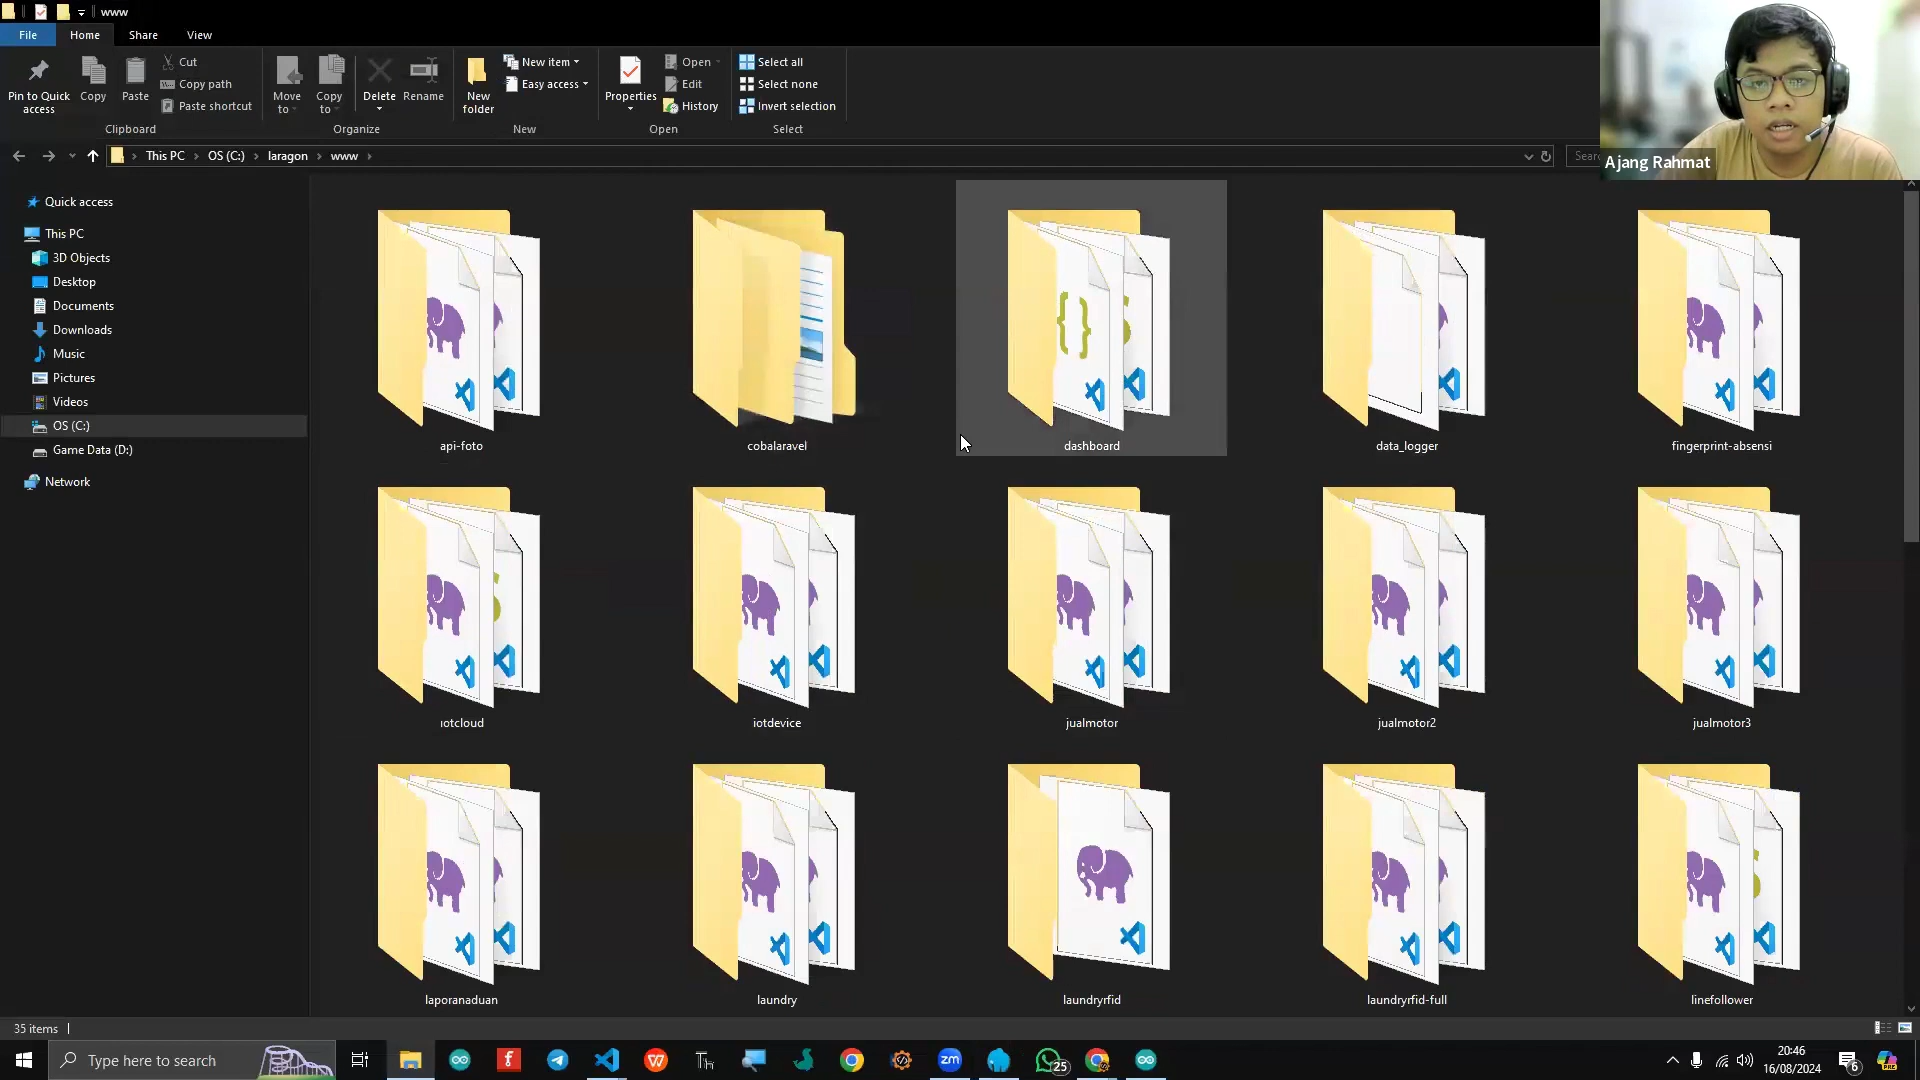 www
File Home Share View
Pin to Quick access
Copy
Paste
Cut
Copy path
Paste shortcut
Clipboard
Move to
Copy to
Delete
Rename
Organize
New folder
New item
Easy access
New
Properties
Open
Edit
History
Open
Select all
Select none
Invert selection
Select
This PC OS (C:) laragon www
Sear
Ajang Rahmat
Quick access
This PC
3D Objects
Desktop
Documents
Downloads
Music
Pictures
Videos
OS (C:)
Game Data (D:)
Network
api-foto cobalaravel dashboard data_logger fingerprint-absensi
iotcloud iotdevice jualmotor jualmotor2 jualmotor3
laporanaduan laundry laundryrfid laundryrfid-full linefollower
35 items
Type here to search
zm
25
20:46
16/08/2024
6
PRE